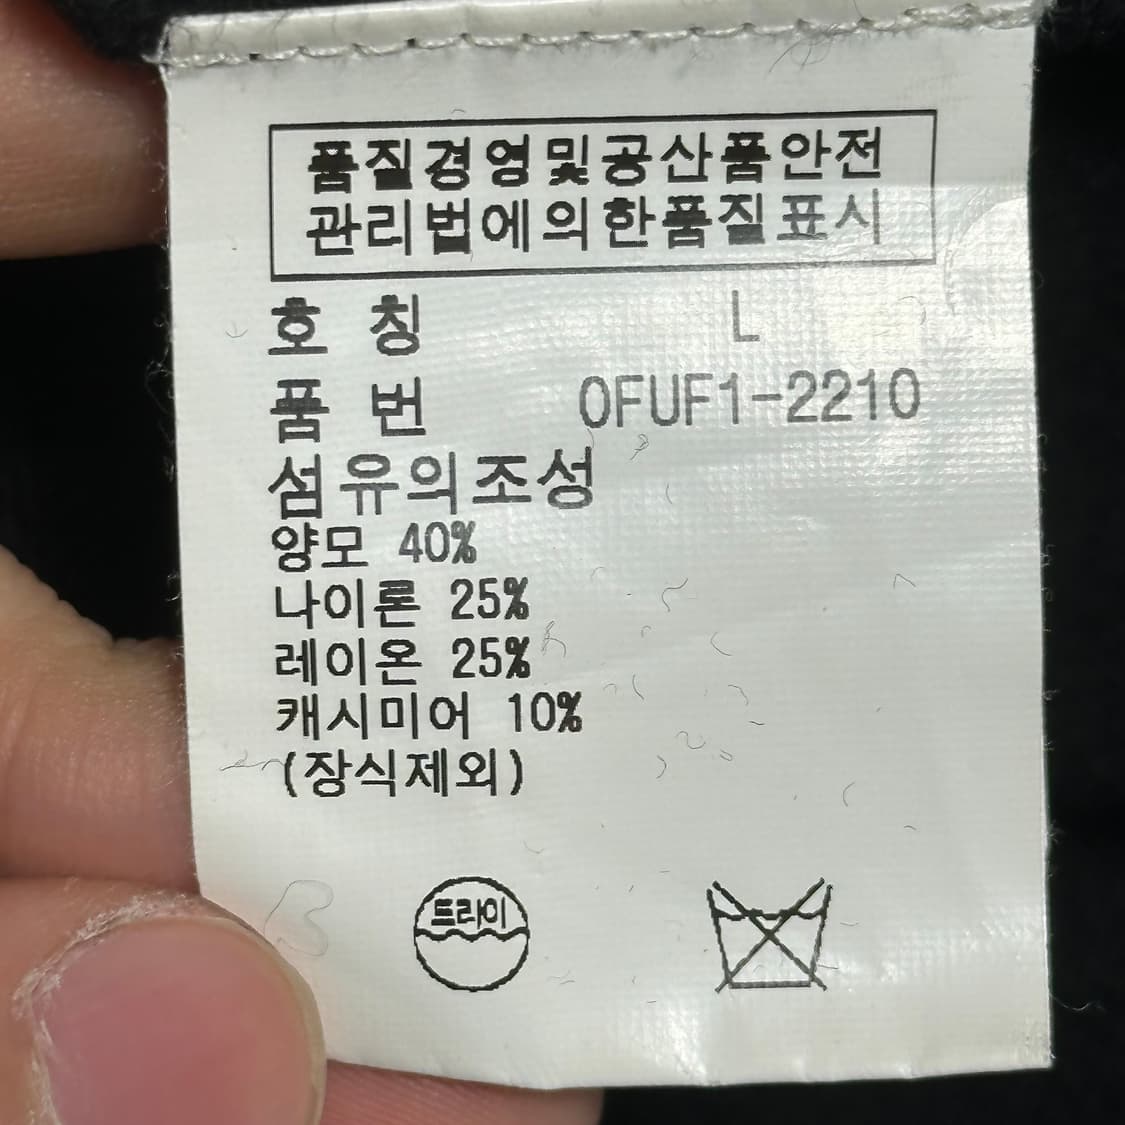 품질경영및공산품안전
관리법에의한품질표시
호 칭 L
품 번 0FUF1-2210
섬유의조성
양모 40%
나이론 25%
레이온 25%
캐시미어 10%
(장식제외)
드라이